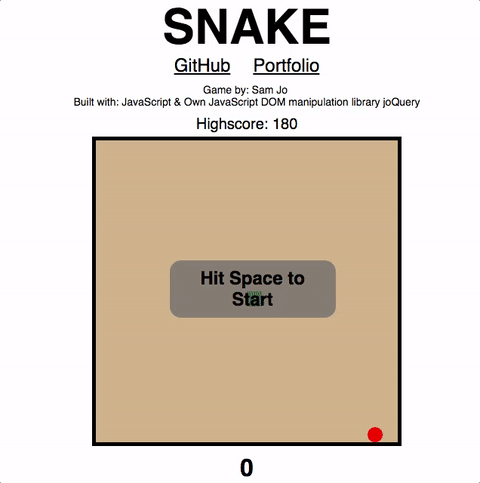 SNAKE
GitHub Portfolio
Game by: Sam Jo
Built with: JavaScript & Own JavaScript DOM manipulation library joQuery
Highscore: 180
Hit Space to
Start
0